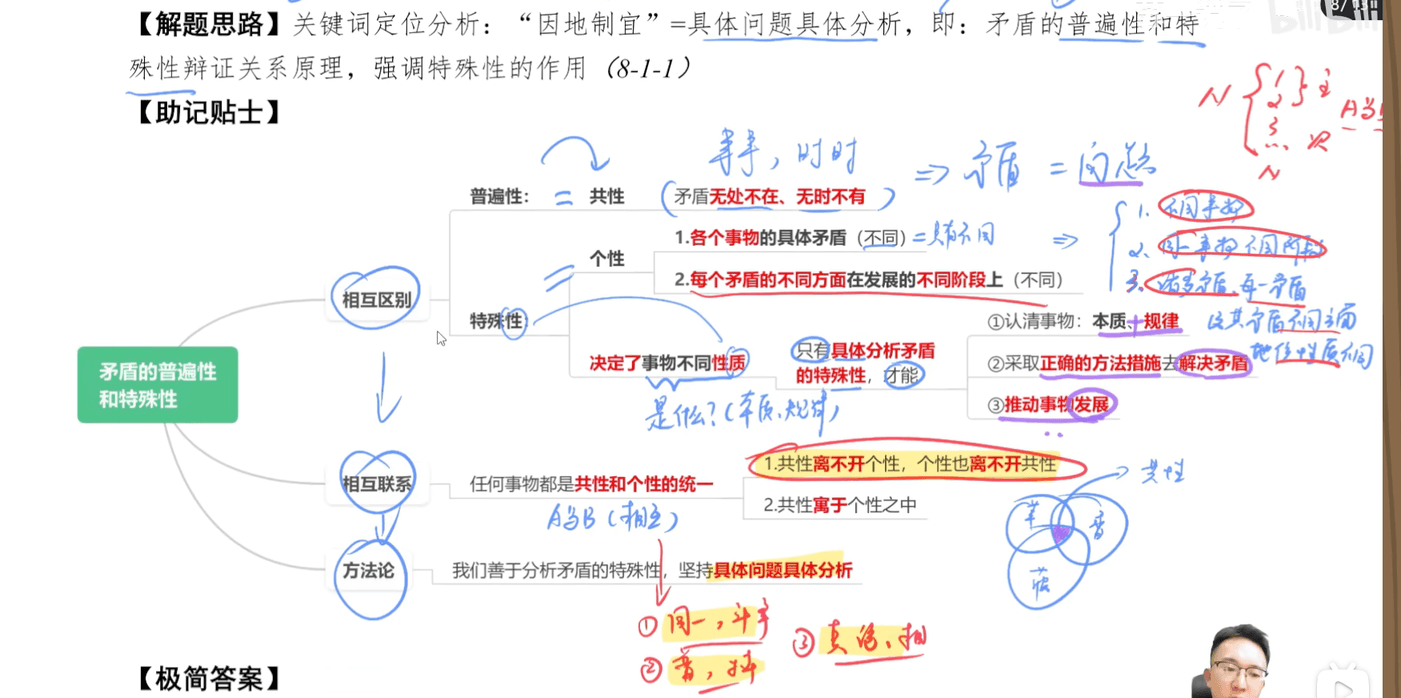 【解题思路】关键词定位分析：“因地制宜”=具体问题具体分析，即：矛盾的普遍性和特
殊性辩证关系原理，强调特殊性的作用（8-1-1）
【助记贴士】
N { 1 2 } 主
3 … 次
N
事事，时时 => 矛盾 = 问题
普遍性： = 共性 （矛盾无处不在、无时不有）
1.各个事物的具体矛盾（不同）
=> 1. 不同事物
个性
2. 同一事物不同阶段
2.每个矛盾的不同方面在发展的不同阶段上（不同）
3. 诸多矛盾、每一矛盾
相互区别
特殊性：
①认清事物：本质、规律
及其矛盾不同方面
地位性质不同
决定了事物不同性质
只有具体分析矛盾
的特殊性，才能
②采取正确的方法措施去解决矛盾
③推动事物发展
是什么？（本质、规律）
矛盾的普遍性
和特殊性
相互联系
任何事物都是共性和个性的统一
1.共性离不开个性，个性也离不开共性
2.共性寓于个性之中
A与B（相互）
共性
苹 香
菠
方法论
我们善于分析矛盾的特殊性，坚持具体问题具体分析
① 同一，斗争
② 普，特
③ 真
【极简答案】
bilibili